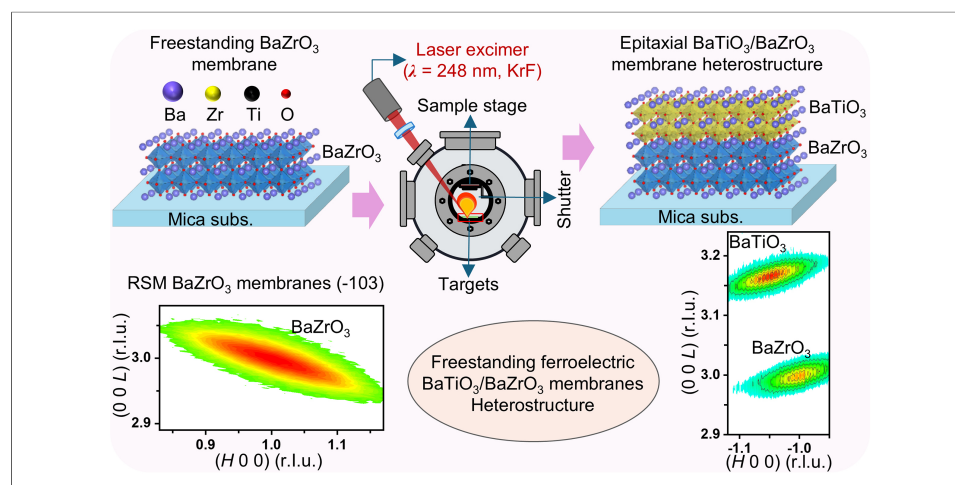 Freestanding BaZrO₃
membrane
Ba Zr Ti O
BaZrO₃
Mica subs.
Laser excimer
(λ = 248 nm, KrF)
Sample stage
Shutter
Targets
Epitaxial BaTiO₃/BaZrO₃
membrane heterostructure
BaTiO₃
BaZrO₃
Mica subs.
RSM BaZrO₃ membranes (-103)
BaZrO₃
(0 0 L) (r.l.u.)
3.0
2.9
0.9 1.0 1.1
(H 0 0) (r.l.u.)
Freestanding ferroelectric
BaTiO₃/BaZrO₃ membranes
Heterostructure
BaTiO₃
BaZrO₃
(0 0 L) (r.l.u.)
3.2
3.1
3.0
2.9
-1.1 -1.0
(H 0 0) (r.l.u.)